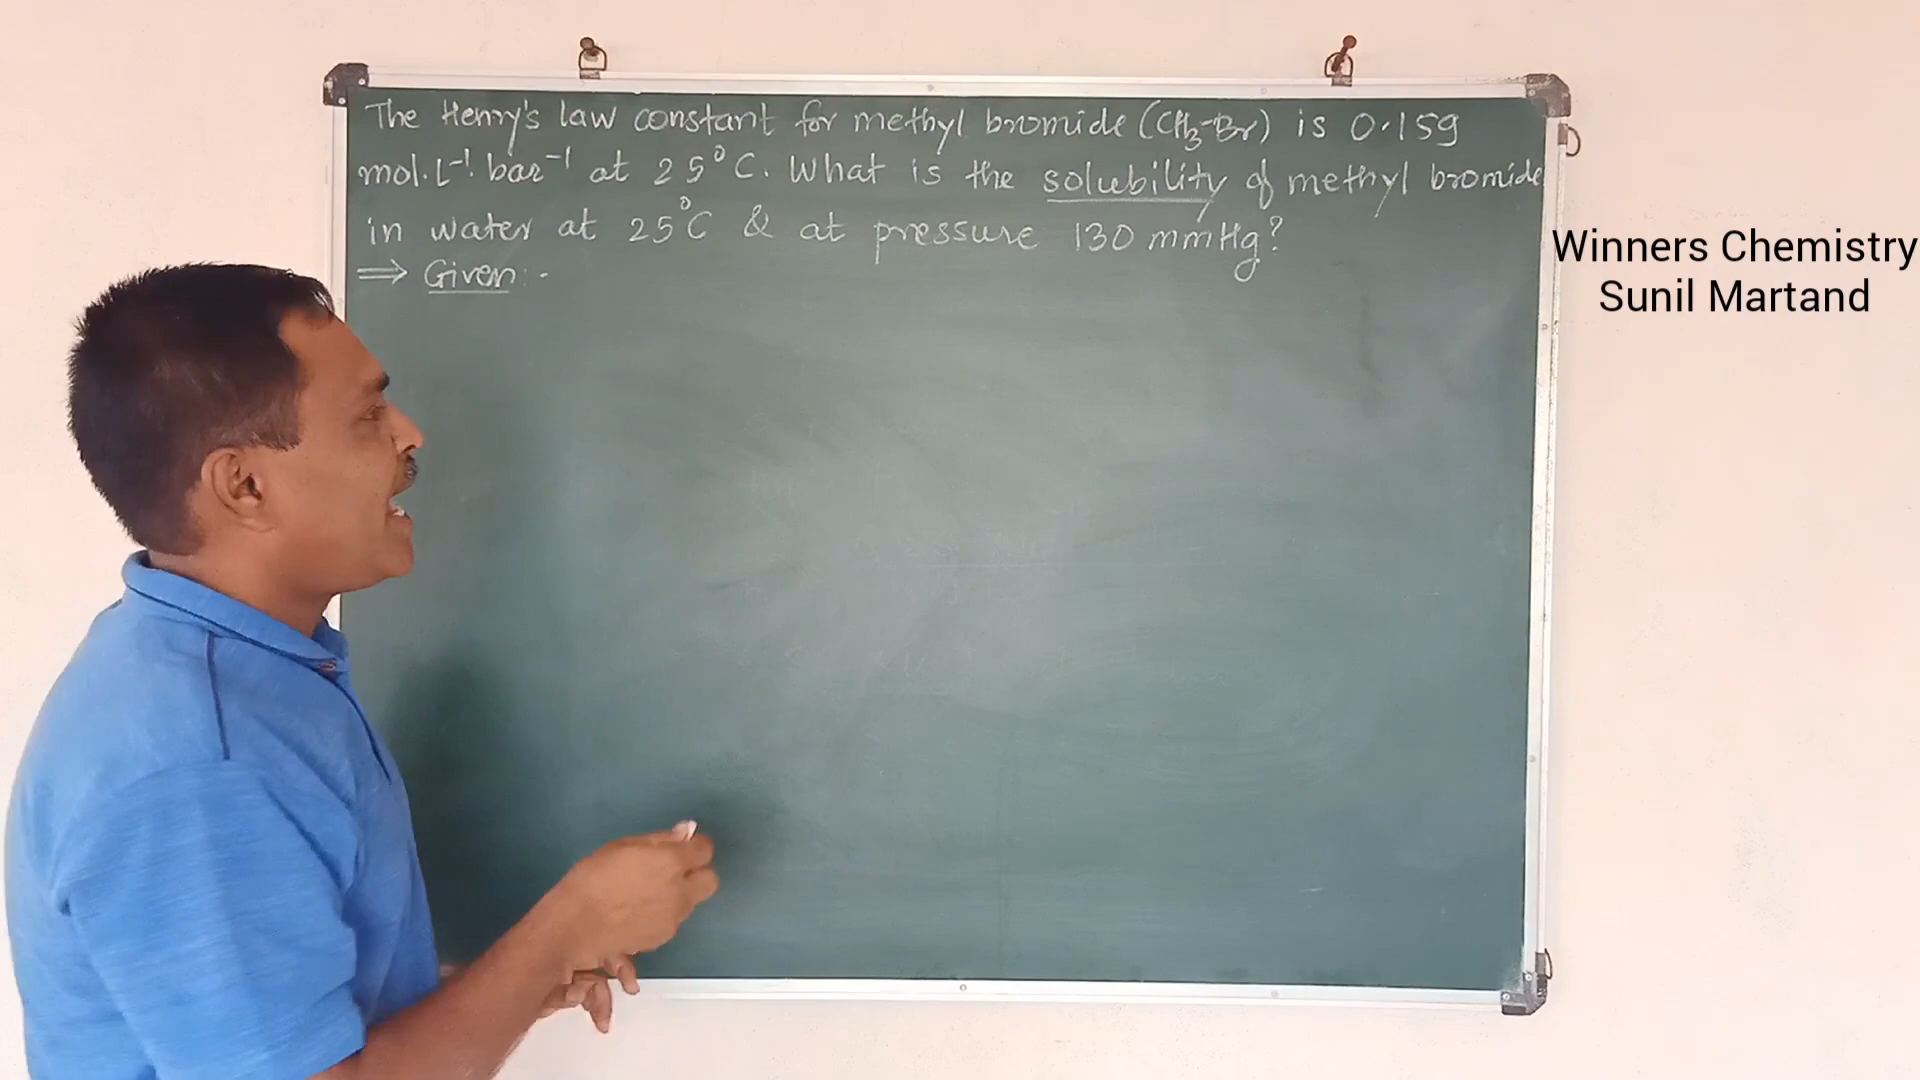 The Henry's law constant for methyl bromide (CH₃-Br) is 0.159
mol.L⁻¹.bar⁻¹ at 25°C. What is the solubility of methyl bromide
in water at 25°C & at pressure 130 mmHg?
⇒ Given:-
Winners Chemistry
Sunil Martand